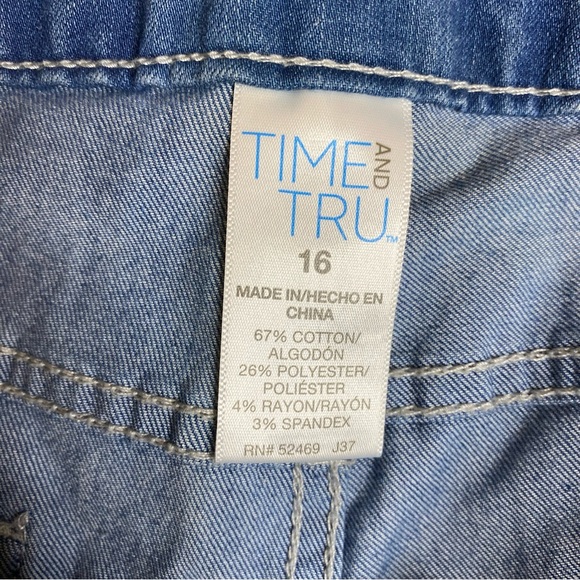 TIME AND
TRU™
16
MADE IN/HECHO EN
CHINA
67% COTTON/
ALGODÓN
26% POLYESTER/
POLIÉSTER
4% RAYON/RAYÓN
3% SPANDEX
RN# 52469 J37